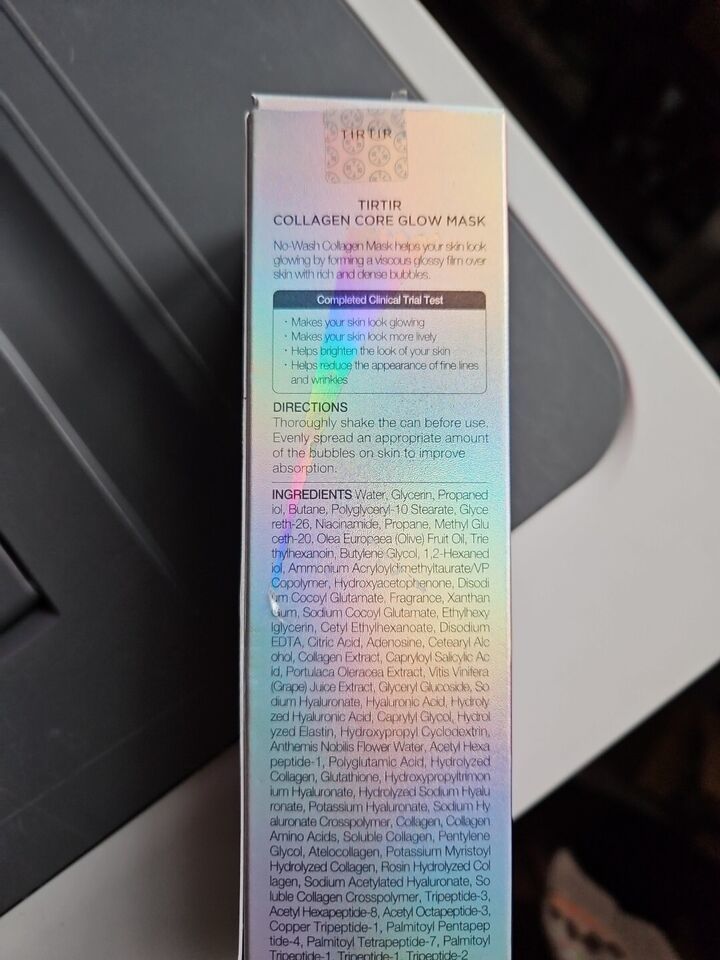 TIRTIR
TIRTIR
COLLAGEN CORE GLOW MASK
No-Wash Collagen Mask helps your skin look
glowing by forming a viscous glossy film over
skin with rich and dense bubbles.
Completed Clinical Trial Test
· Makes your skin look glowing
· Makes your skin look more lively
· Helps brighten the look of your skin
· Helps reduce the appearance of fine lines
and wrinkles
DIRECTIONS
Thoroughly shake the can before use.
Evenly spread an appropriate amount
of the bubbles on skin to improve
absorption.
INGREDIENTS Water, Glycerin, Propaned
iol, Butane, Polyglyceryl-10 Stearate, Glyce
reth-26, Niacinamide, Propane, Methyl Glu
ceth-20, Olea Europaea (Olive) Fruit Oil, Trie
thylhexanoin, Butylene Glycol, 1,2-Hexaned
iol, Ammonium Acryloyldimethyltaurate/VP
Copolymer, Hydroxyacetophenone, Disodi
um Cocoyl Glutamate, Fragrance, Xanthan
Gum, Sodium Cocoyl Glutamate, Ethylhexy
lglycerin, Cetyl Ethylhexanoate, Disodium
EDTA, Citric Acid, Adenosine, Cetearyl Alc
ohol, Collagen Extract, Capryloyl Salicylic Ac
id, Portulaca Oleracea Extract, Vitis Vinifera
(Grape) Juice Extract, Glyceryl Glucoside, So
dium Hyaluronate, Hyaluronic Acid, Hydroly
zed Hyaluronic Acid, Caprylyl Glycol, Hydrol
yzed Elastin, Hydroxypropyl Cyclodextrin,
Anthemis Nobilis Flower Water, Acetyl Hexa
peptide-1, Polyglutamic Acid, Hydrolyzed
Collagen, Glutathione, Hydroxypropyltrimon
ium Hyaluronate, Hydrolyzed Sodium Hyalu
ronate, Potassium Hyaluronate, Sodium Hy
aluronate Crosspolymer, Collagen, Collagen
Amino Acids, Soluble Collagen, Pentylene
Glycol, Atelocollagen, Potassium Myristoyl
Hydrolyzed Collagen, Rosin Hydrolyzed Col
lagen, Sodium Acetylated Hyaluronate, So
luble Collagen Crosspolymer, Tripeptide-3,
Acetyl Hexapeptide-8, Acetyl Octapeptide-3,
Copper Tripeptide-1, Palmitoyl Pentapep
tide-4, Palmitoyl Tetrapeptide-7, Palmitoyl
Tripeptide-1, Tripeptide-1, Tripeptide-2